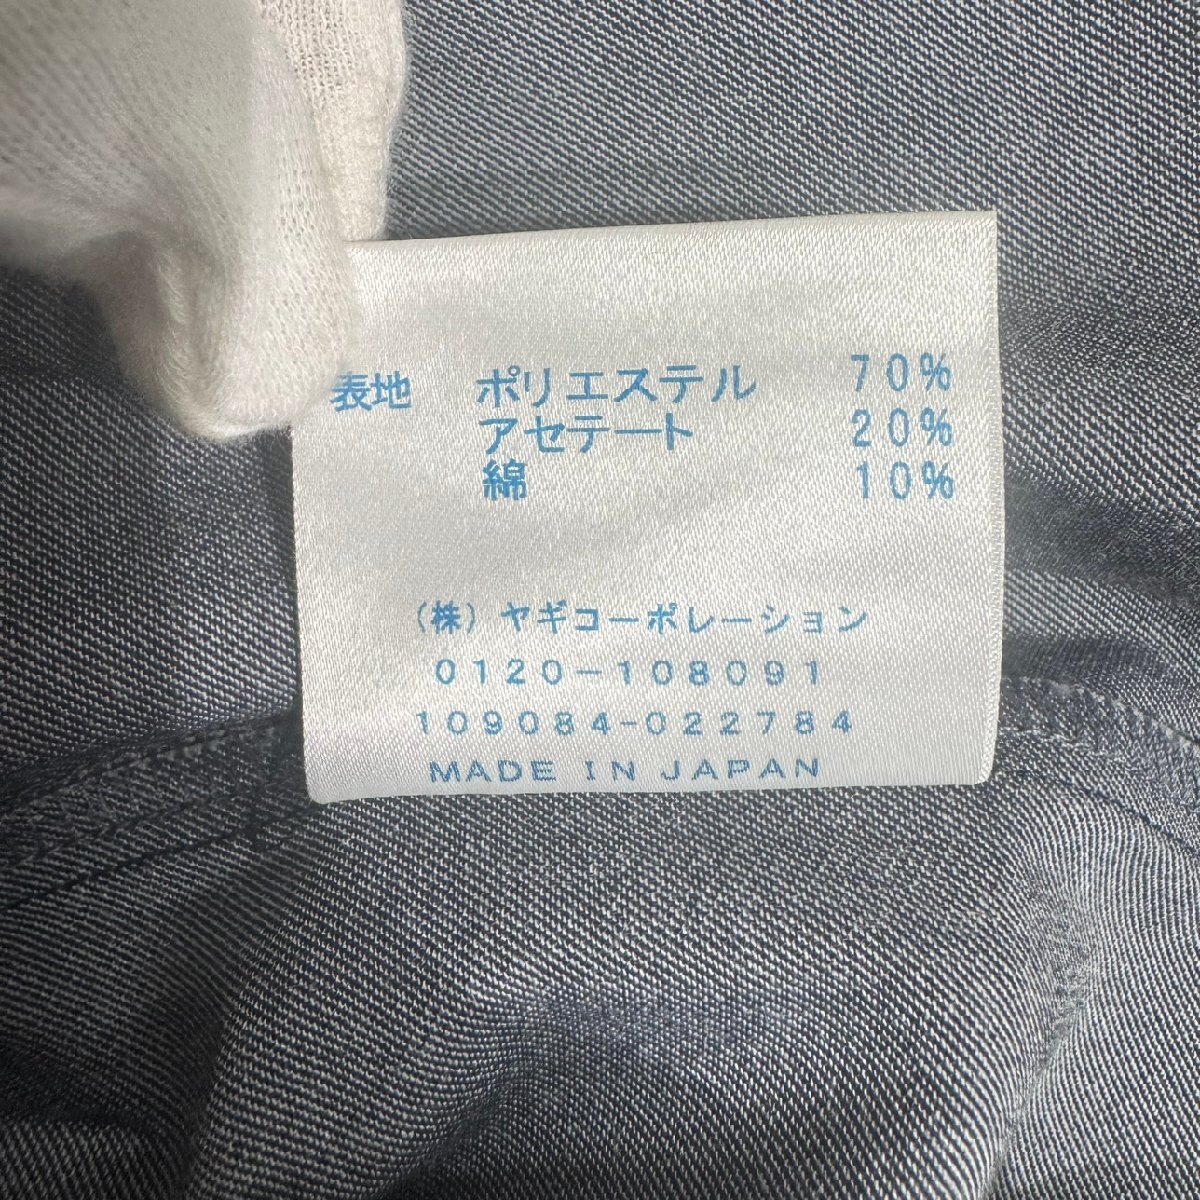 表地 ポリエステル 70%
アセテート 20%
綿 10%
(株) ヤギコーポレーション
0120-108091
109084-022784
MADE IN JAPAN